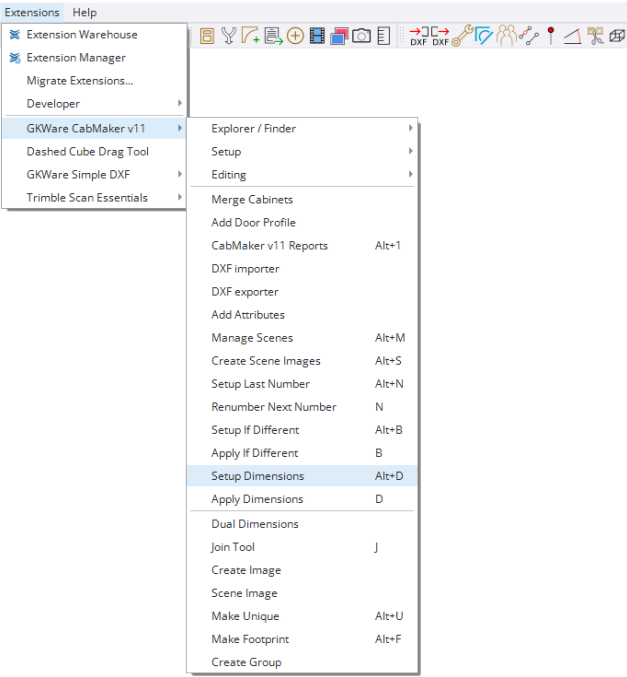 Extensions Help
Extension Warehouse
Extension Manager
Migrate Extensions...
Developer
GKWare CabMaker v11
Dashed Cube Drag Tool
GKWare Simple DXF
Trimble Scan Essentials
DXF DXF
Explorer / Finder
Setup
Editing
Merge Cabinets
Add Door Profile
CabMaker v11 Reports Alt+1
DXF importer
DXF exporter
Add Attributes
Manage Scenes Alt+M
Create Scene Images Alt+S
Setup Last Number Alt+N
Renumber Next Number N
Setup If Different Alt+B
Apply If Different B
Setup Dimensions Alt+D
Apply Dimensions D
Dual Dimensions
Join Tool J
Create Image
Scene Image
Make Unique Alt+U
Make Footprint Alt+F
Create Group